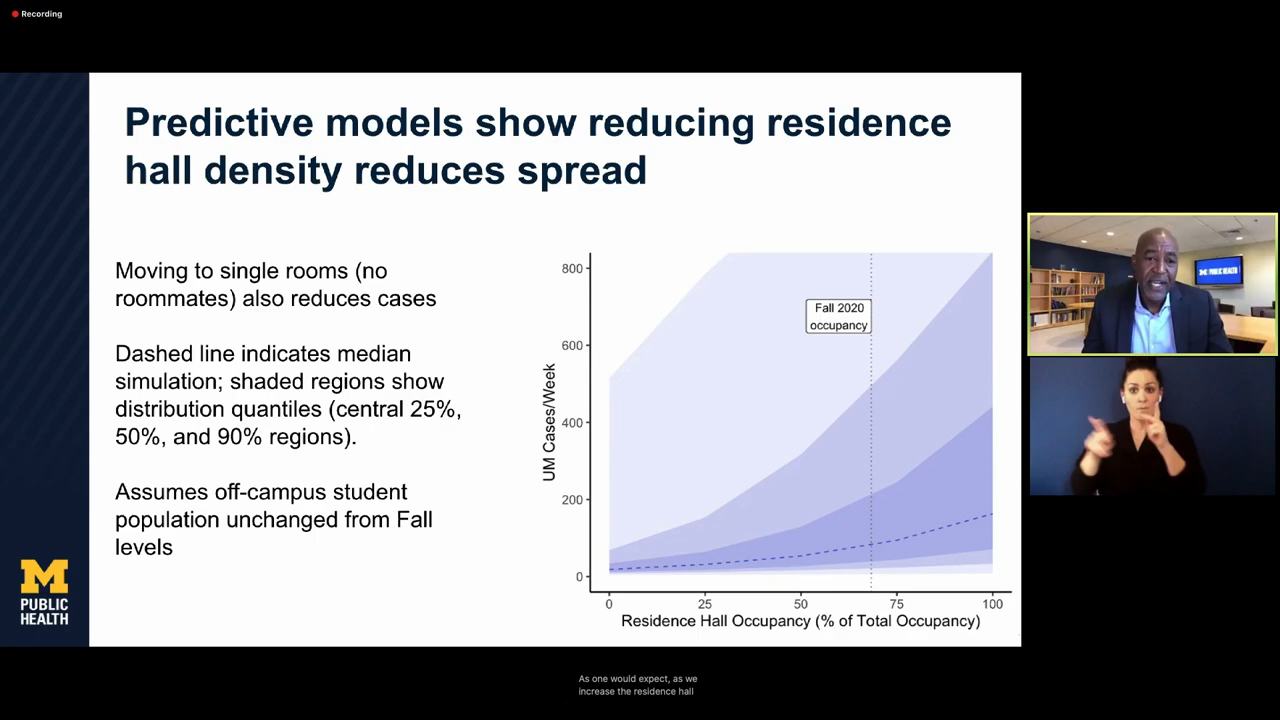 Recording
Predictive models show reducing residence
hall density reduces spread
Moving to single rooms (no
roommates) also reduces cases
Dashed line indicates median
simulation; shaded regions show
distribution quantiles (central 25%,
50%, and 90% regions).
Assumes off-campus student
population unchanged from Fall
levels
M
PUBLIC
HEALTH
UM Cases/Week
800
600
400
200
0
Fall 2020
occupancy
0 25 50 75 100
Residence Hall Occupancy (% of Total Occupancy)
M PUBLIC HEALTH
As one would expect, as we
increase the residence hall